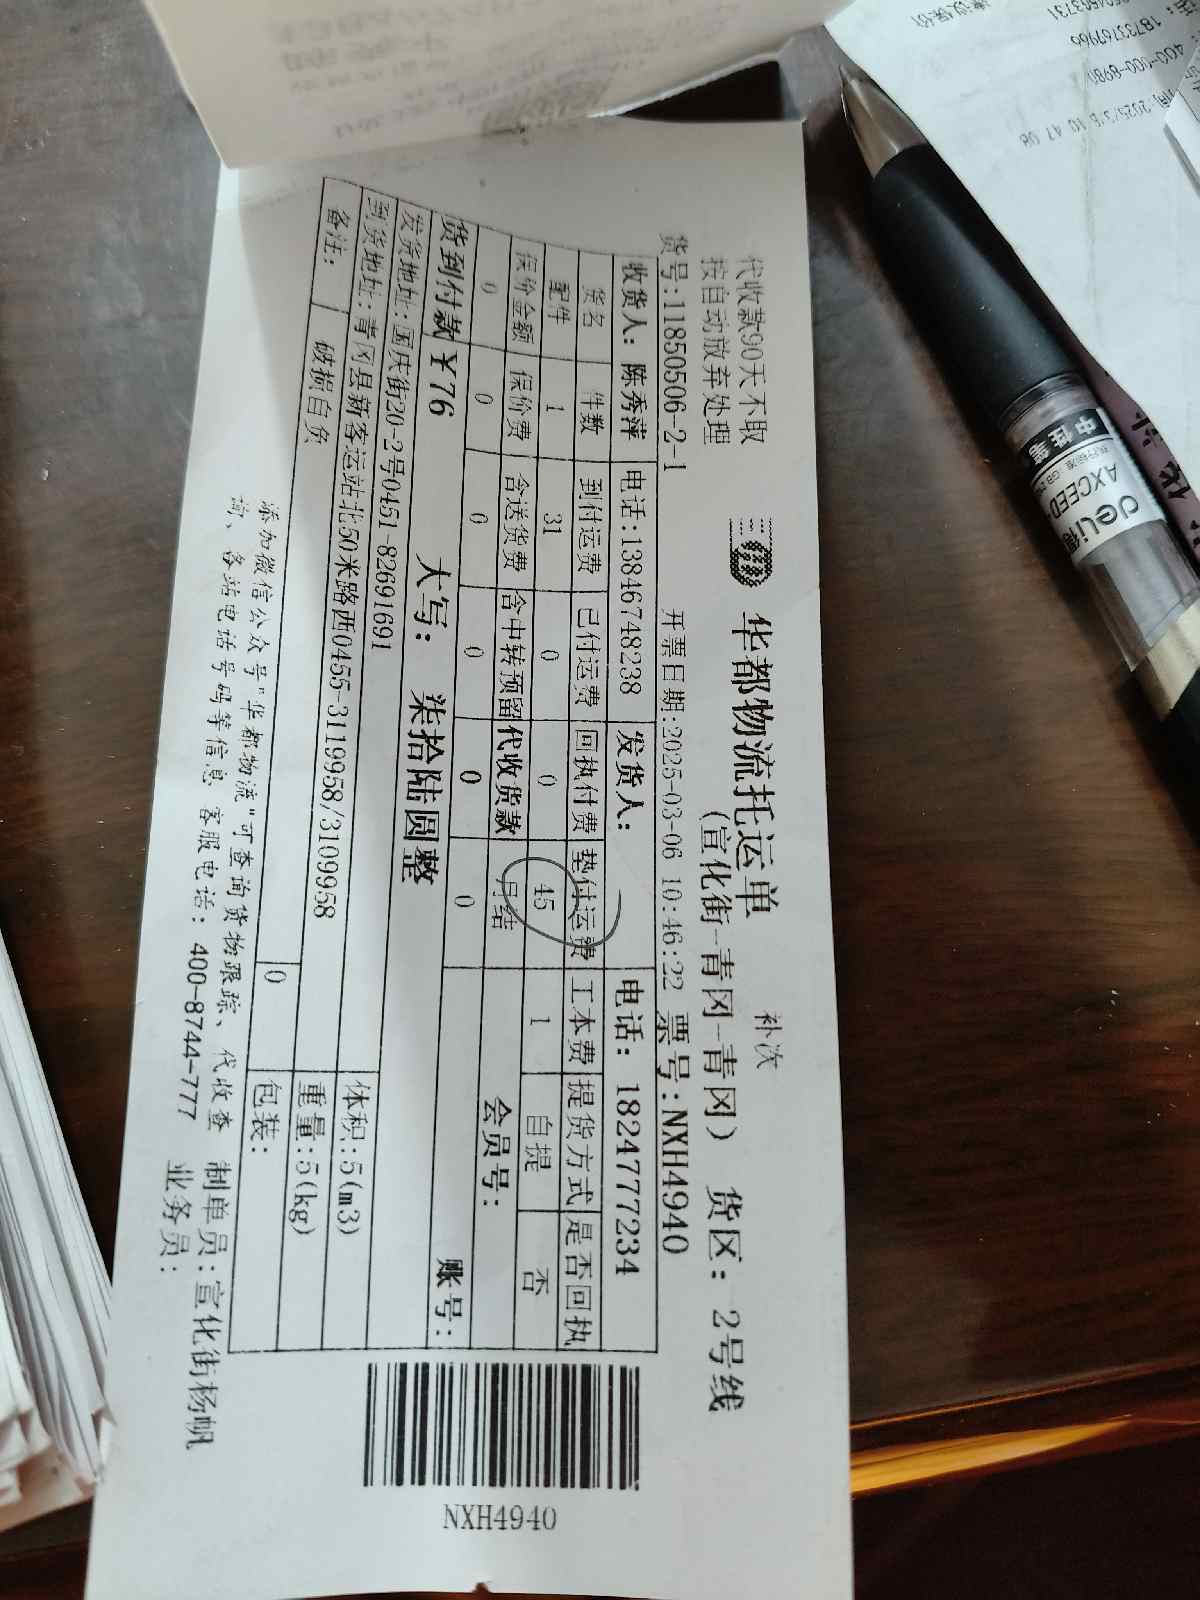 代收款90天不取
按自动放弃处理
华都物流托运单
补次
(宣化街-青冈-青冈)
货区: 2号线
货号:11850506-2-1
开票日期:2025-03-06 10:46:22
票号:NXH4940
收货人: 陈秀萍 电话:13846748238 发货人: 电话: 18247777234
货名 件数 到付运费 已付运费 回执付费 垫付运费 工本费 提货方式 是否回执
配件 1 31 0 0 45 1 自提 否
保价金额 保价费 含送货费 含中转预留 代收货款 月结 会员号:
0 0 0 0 0 0
货到付款 ¥76 大写: 柒拾陆圆整 账号:
发货地址:国庆街20-2号0451-82691691
体积:5(m3)
到货地址:青冈县新客运站北50米路西0455-3119958/3109958
重量:5(kg)
备注: 破损自负 0 包装:
添加微信公众号"华都物流"可查询货物跟踪、代收查
询、各站电话号码等信息 客服电话: 400-8744-777
制单员:宣化街杨帆
业务员:
NXH4940
deli
AXCEED
中性笔
18733767966
建议保价